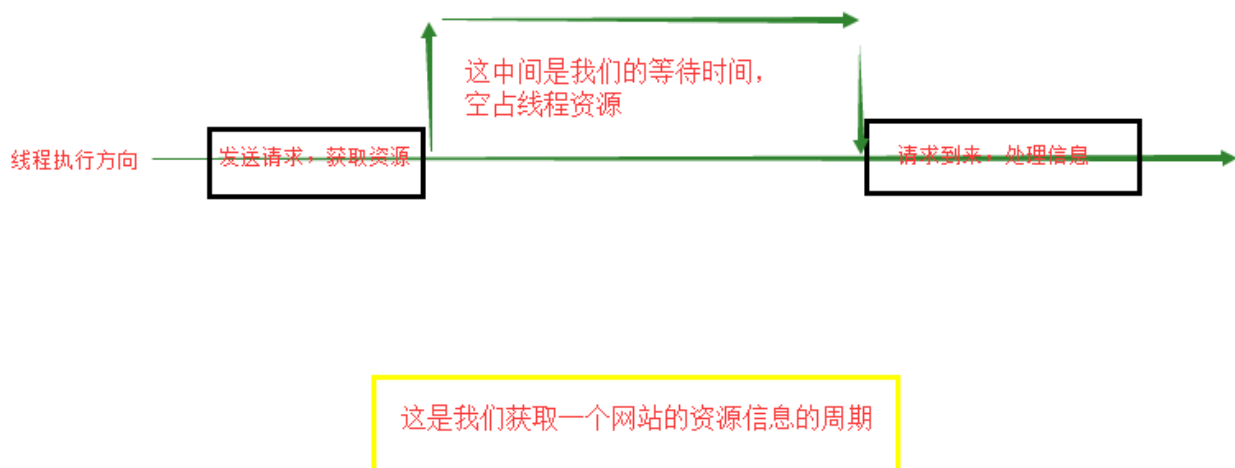 这中间是我们的等待时间，
空占线程资源
线程执行方向
发送请求，获取资源
请求到来，处理信息
这是我们获取一个网站的资源信息的周期